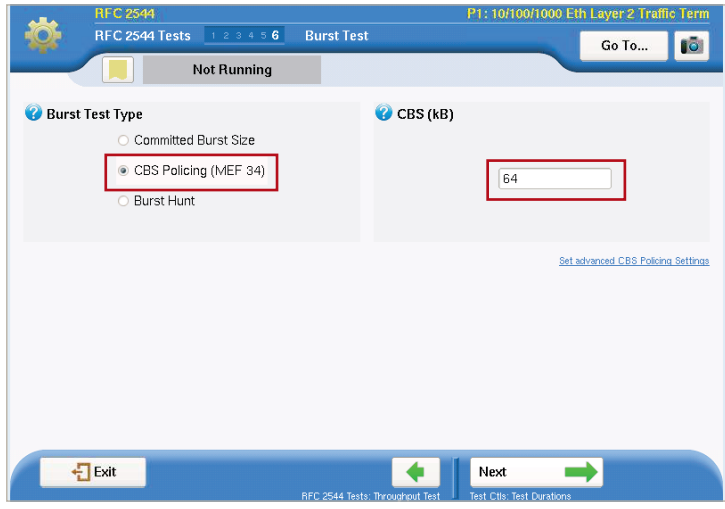 RFC 2544
P1: 10/100/1000 Eth Layer 2 Traffic Term
RFC 2544 Tests 1 2 3 4 5 6 Burst Test
Go To...
Not Running
? Burst Test Type
Committed Burst Size
CBS Policing (MEF 34)
Burst Hunt
? CBS (kB)
64
Set advanced CBS Policing Settings
Exit
Next
RFC 2544 Tests: Throughput Test
Test Ctls: Test Durations